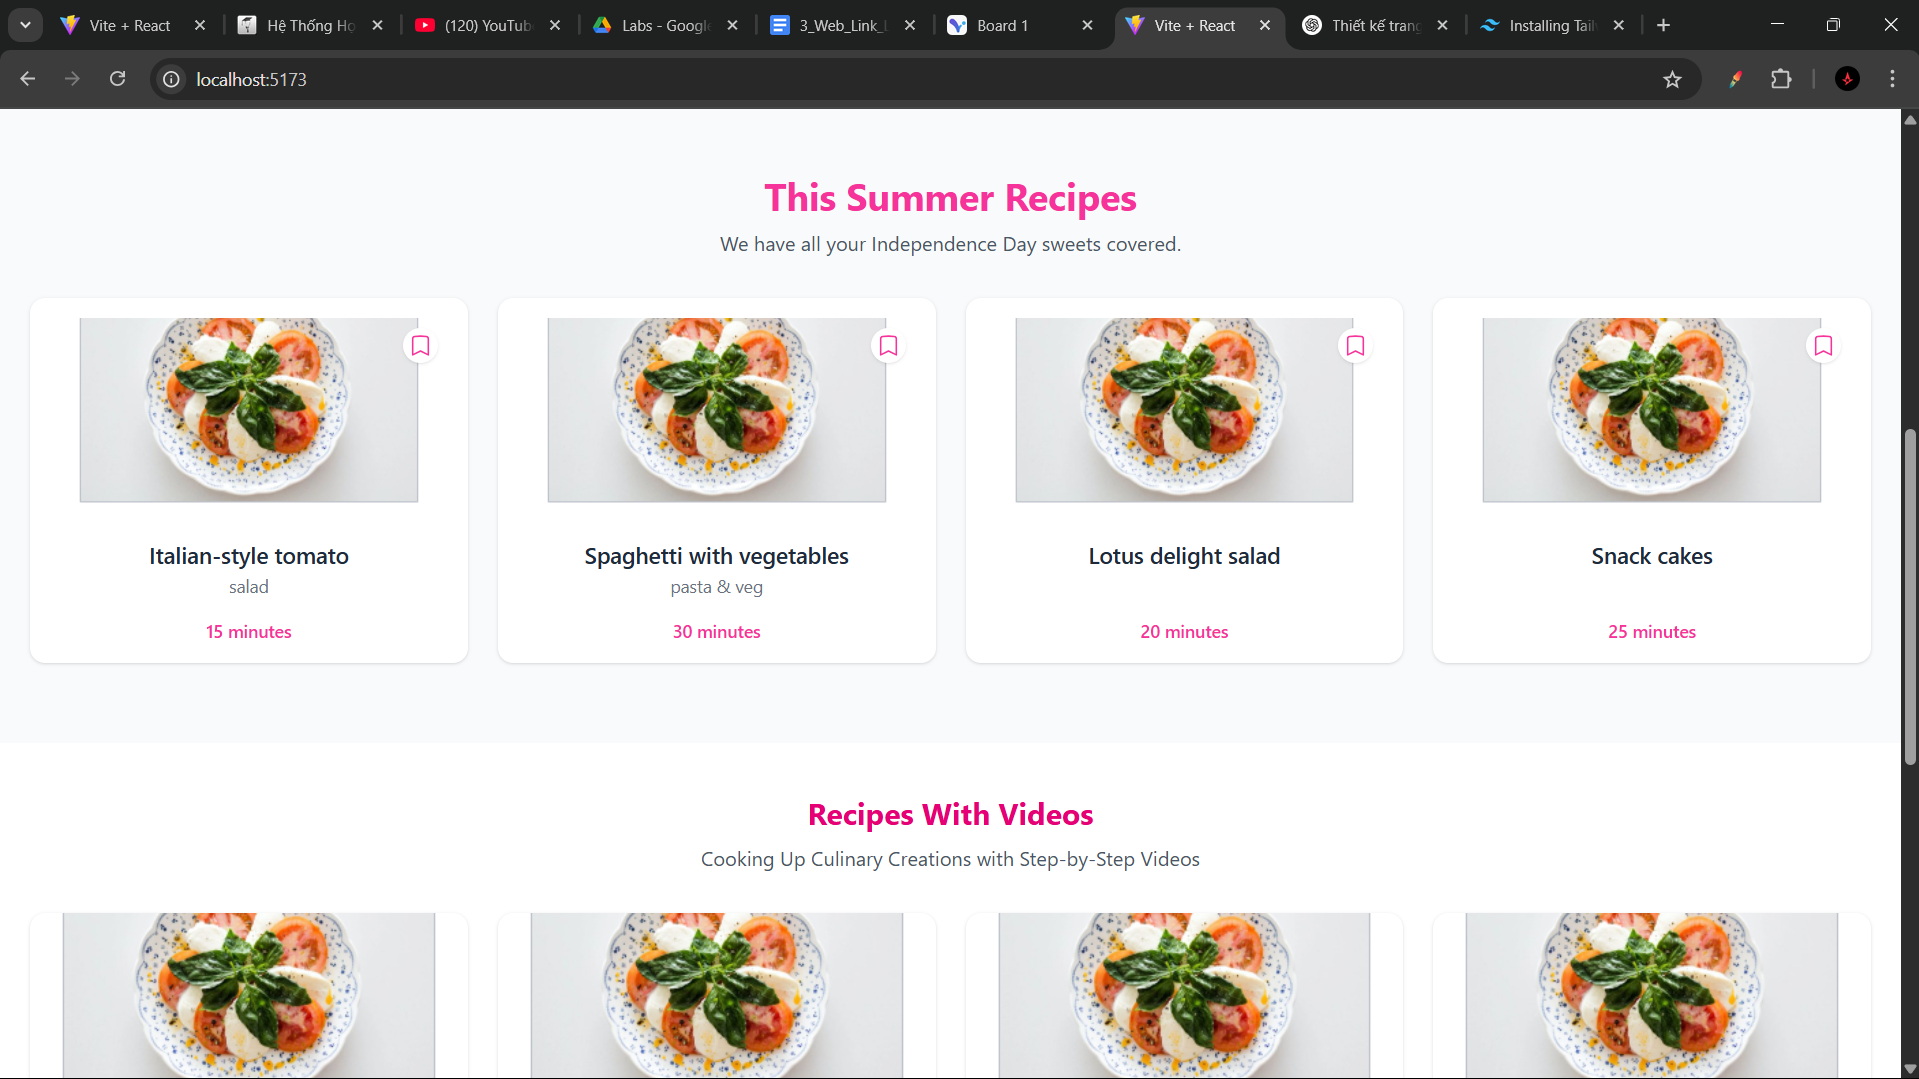 Vite + React
Hệ Thống Họ
(120) YouTub
Labs - Google
3_Web_Link_L
Board 1
Vite + React
Thiết kế trang
Installing Tail
localhost:5173
This Summer Recipes
We have all your Independence Day sweets covered.
Italian-style tomato
salad
15 minutes
Spaghetti with vegetables
pasta & veg
30 minutes
Lotus delight salad
20 minutes
Snack cakes
25 minutes
Recipes With Videos
Cooking Up Culinary Creations with Step-by-Step Videos